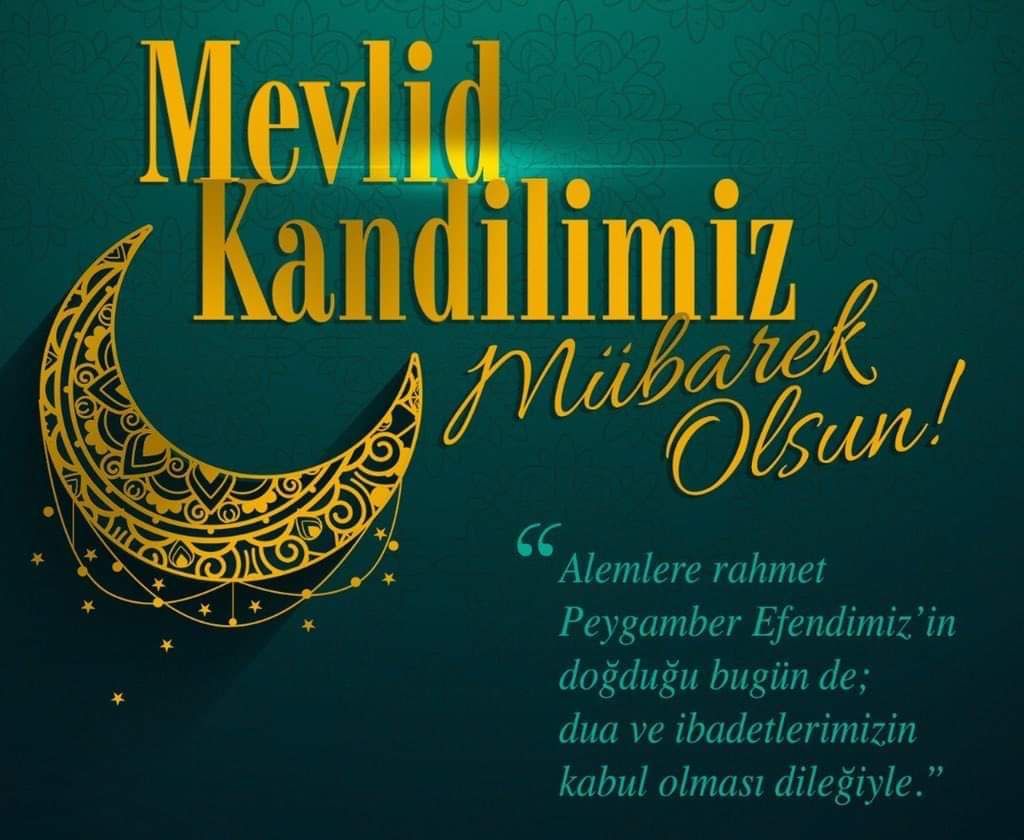 Mevlid
Kandilimiz
Mübarek
Olsun!
“Alemlere rahmet
Peygamber Efendimiz’in
doğduğu bugün de;
dua ve ibadetlerimizin
kabul olması dileğiyle.”